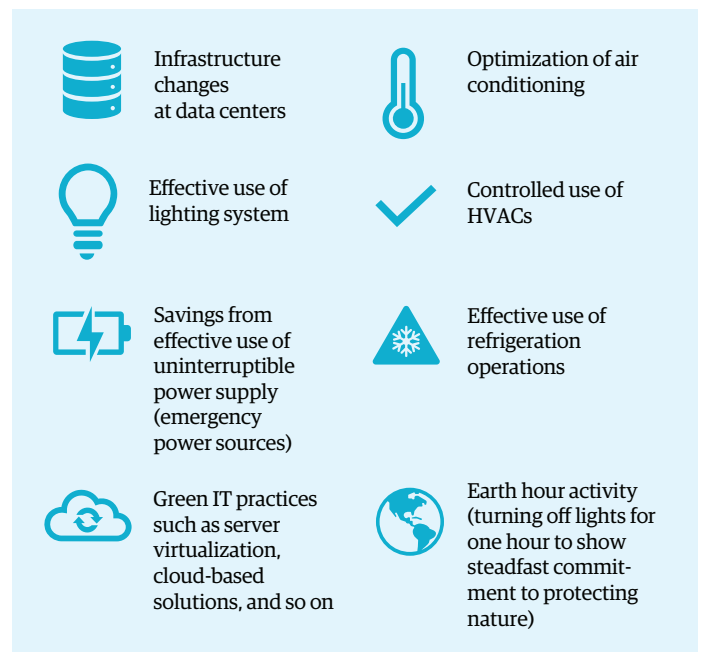 Infrastructure
changes
at data centers
Optimization of air
conditioning
Effective use of
lighting system
Controlled use of
HVACs
Savings from
effective use of
uninterruptible
power supply
(emergency
power sources)
Effective use of
refrigeration
operations
Green IT practices
such as server
virtualization,
cloud-based
solutions, and so on
Earth hour activity
(turning off lights for
one hour to show
steadfast commit-
ment to protecting
nature)